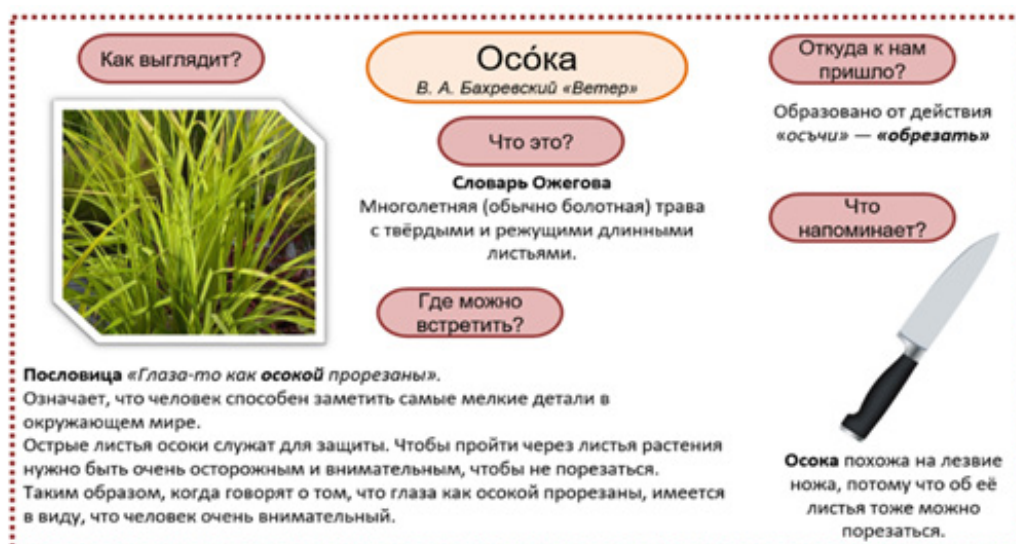 Как выглядит?
Осо́ка
В. А. Бахревский «Ветер»
Откуда к нам
пришло?
Образовано от действия
«осъчи» — «обрезать»
Что это?
Словарь Ожегова
Многолетняя (обычно болотная) трава
с твёрдыми и режущими длинными
листьями.
Что
напоминает?
Где можно
встретить?
Пословица «Глаза-то как осокой прорезаны».
Означает, что человек способен заметить самые мелкие детали в
окружающем мире.
Острые листья осоки служат для защиты. Чтобы пройти через листья растения
нужно быть очень осторожным и внимательным, чтобы не порезаться.
Таким образом, когда говорят о том, что глаза как осокой прорезаны, имеется
в виду, что человек очень внимательный.
Осока похожа на лезвие
ножа, потому что об её
листья тоже можно
порезаться.